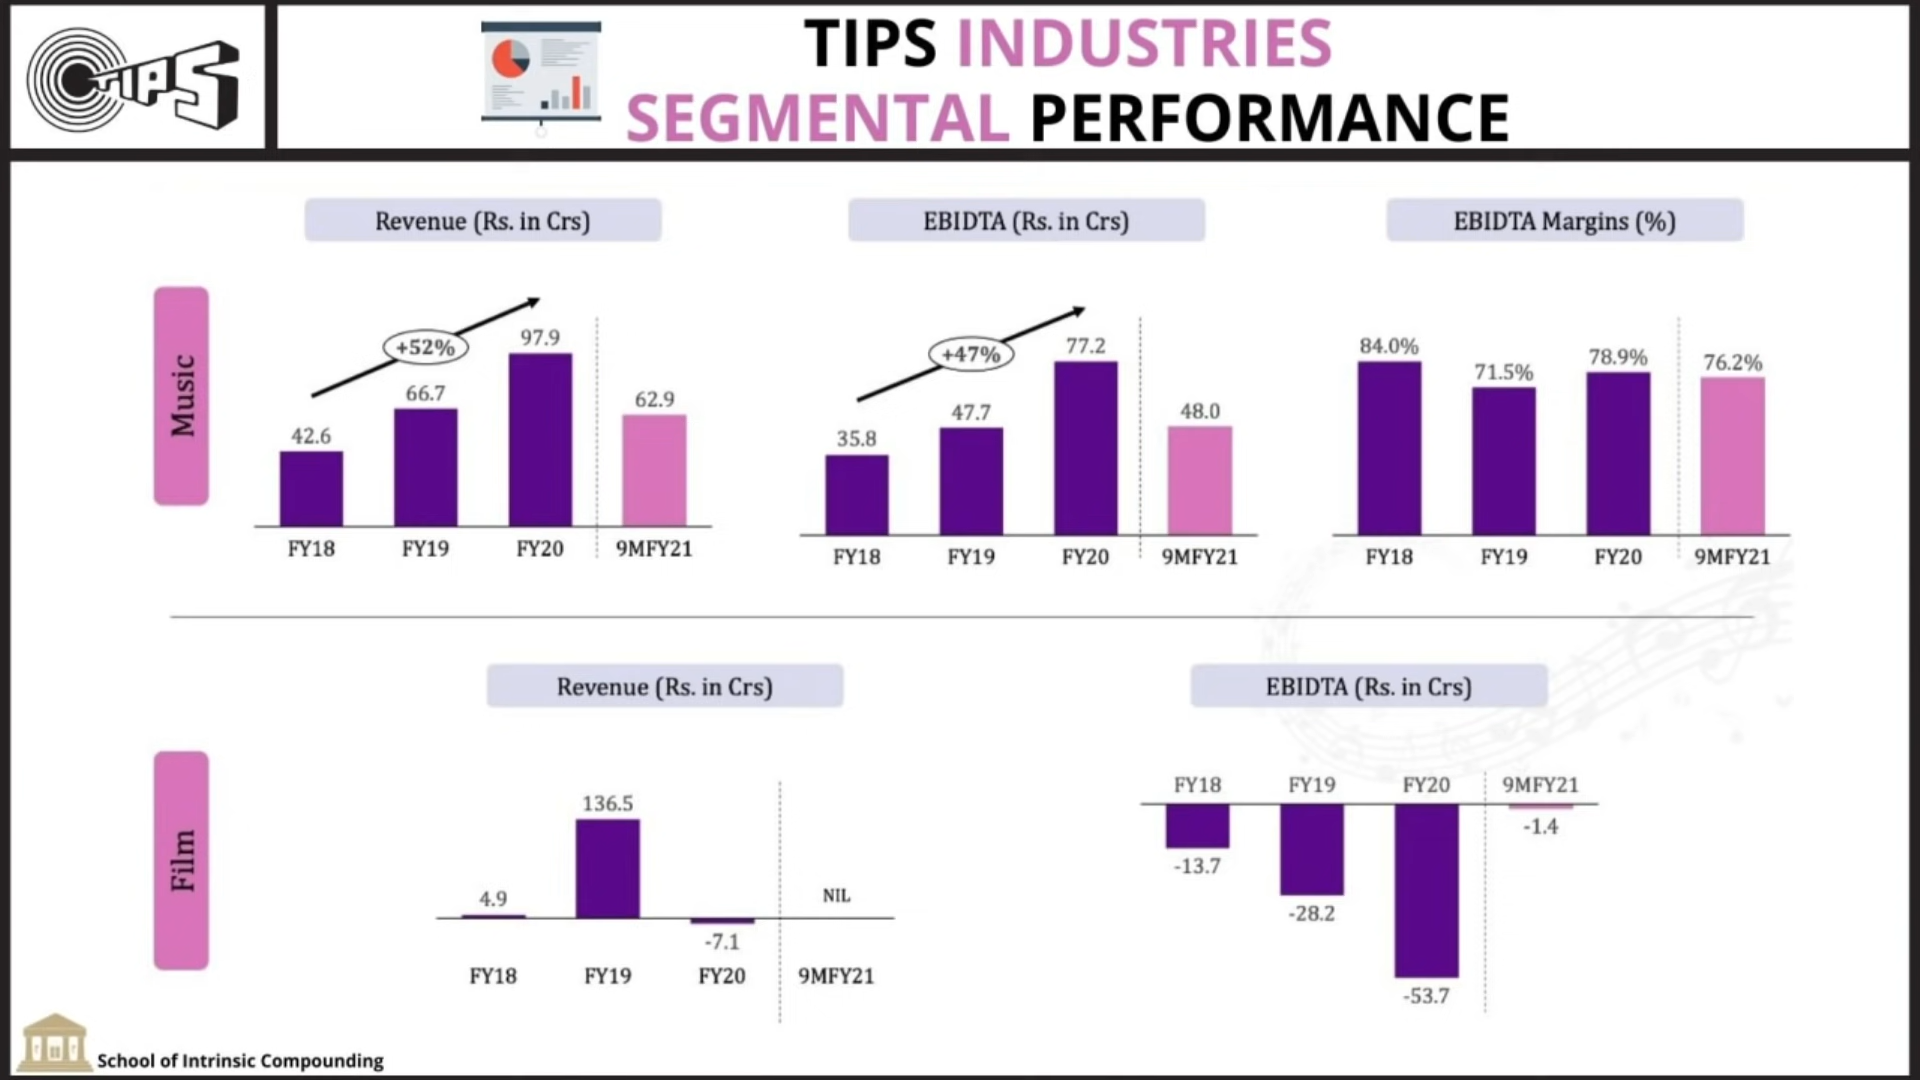 TIPS
TIPS INDUSTRIES
SEGMENTAL PERFORMANCE
Revenue (Rs. in Crs)
EBIDTA (Rs. in Crs)
EBIDTA Margins (%)
Music
+52%
42.6
66.7
97.9
62.9
FY18
FY19
FY20
9MFY21
+47%
35.8
47.7
77.2
48.0
FY18
FY19
FY20
9MFY21
84.0%
71.5%
78.9%
76.2%
FY18
FY19
FY20
9MFY21
Film
Revenue (Rs. in Crs)
4.9
136.5
-7.1
NIL
FY18
FY19
FY20
9MFY21
EBIDTA (Rs. in Crs)
FY18
FY19
FY20
9MFY21
-13.7
-28.2
-53.7
-1.4
School of Intrinsic Compounding